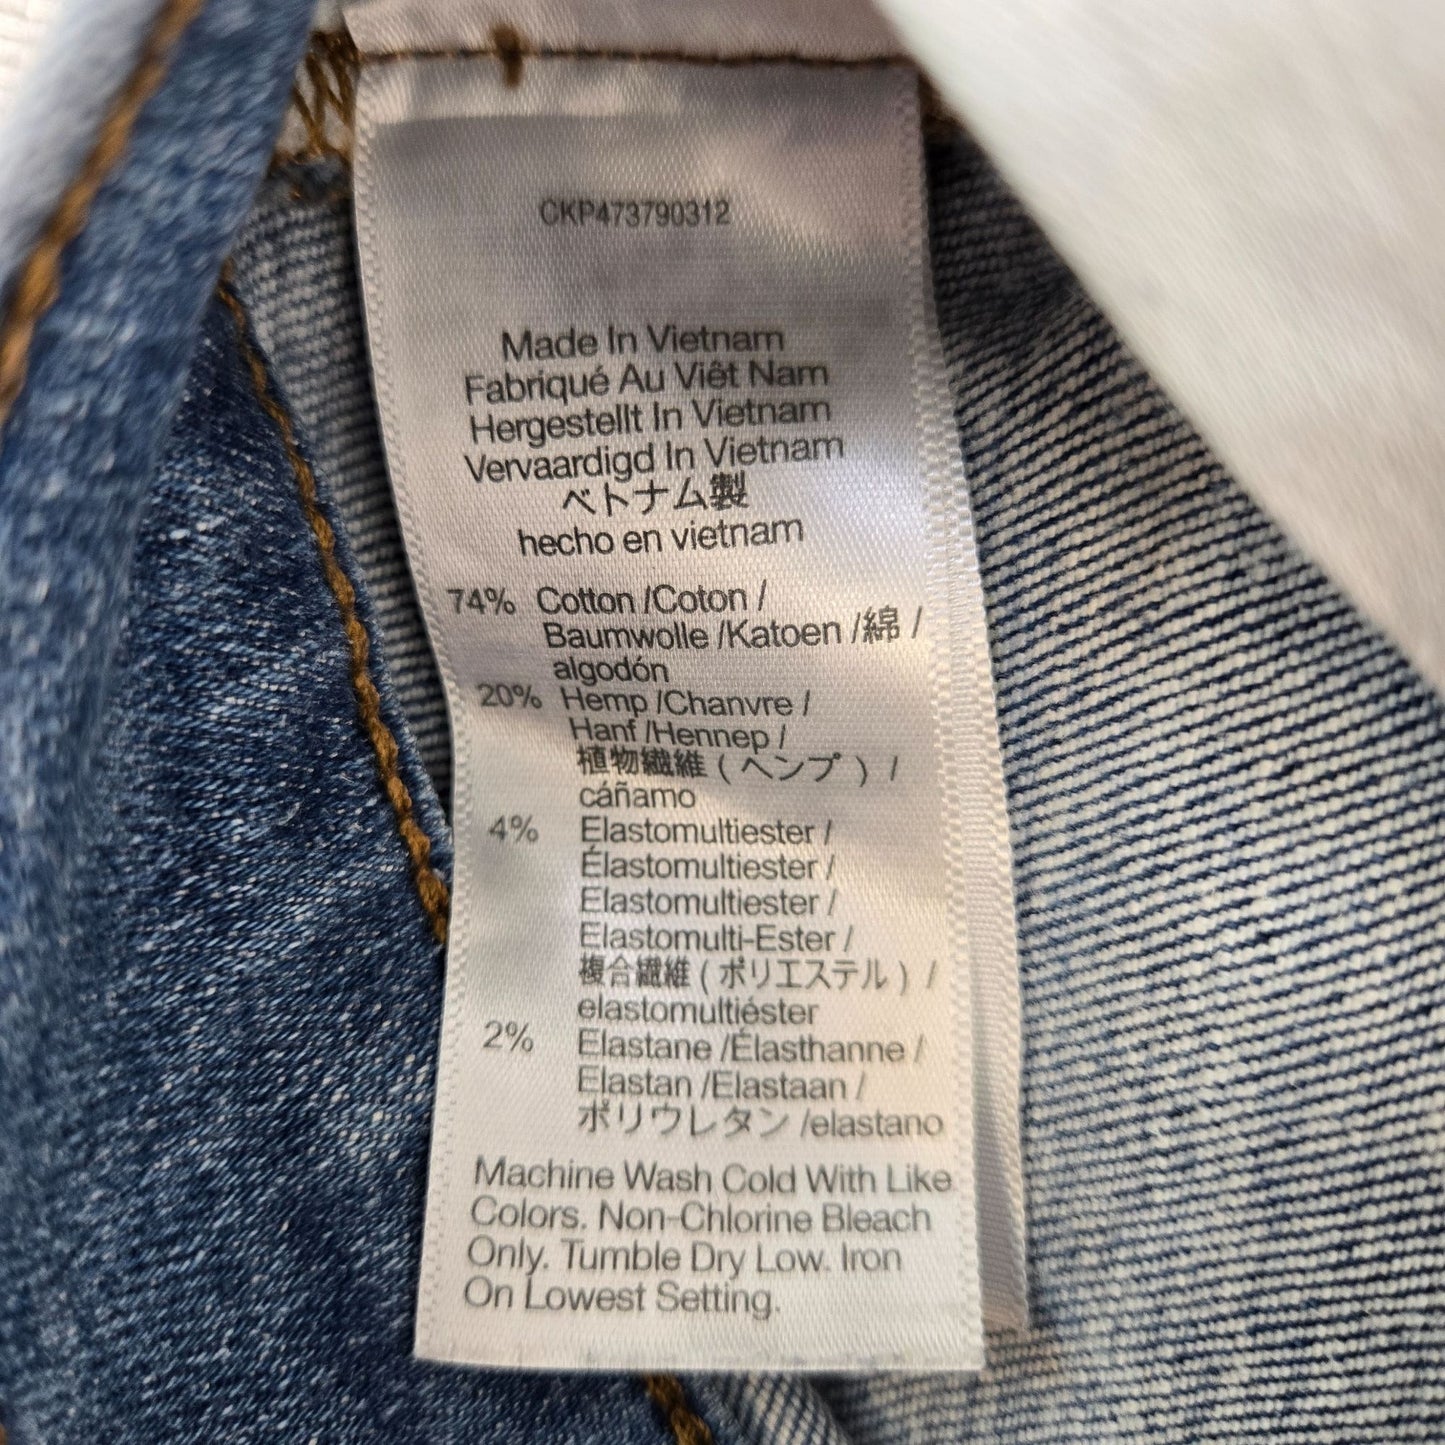 CKP473790312
Made In Vietnam
Fabriqué Au Viêt Nam
Hergestellt In Vietnam
Vervaardigd In Vietnam
ベトナム製
hecho en vietnam
74% Cotton /Coton /
Baumwolle /Katoen /綿 /
algodón
20% Hemp /Chanvre /
Hanf /Hennep /
植物繊維 ( ヘンプ ) /
cáñamo
4% Elastomultiester /
Élastomultiester /
Elastomultiester /
Elastomulti-Ester /
複合繊維 ( ポリエステル ) /
elastomultiéster
2% Elastane /Élasthanne /
Elastan /Elastaan /
ポリウレタン /elastano
Machine Wash Cold With Like
Colors. Non-Chlorine Bleach
Only. Tumble Dry Low. Iron
On Lowest Setting.